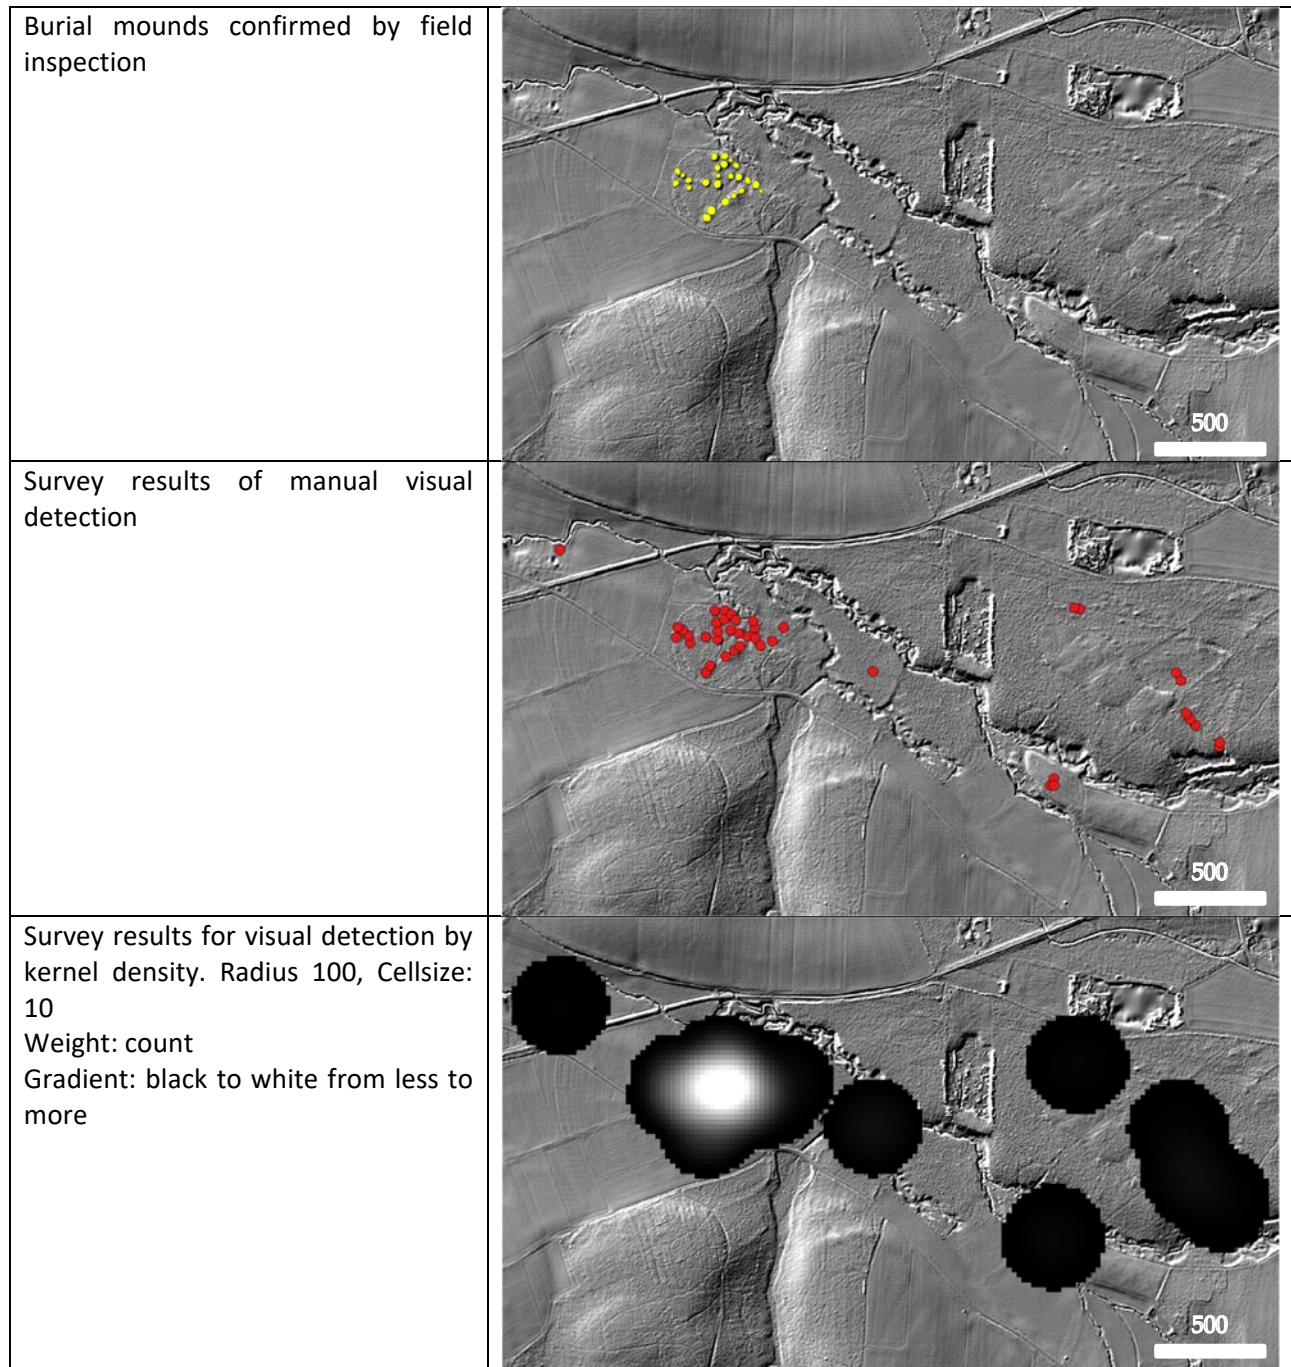 Burial mounds confirmed by field
inspection
500
Survey results of manual visual
detection
500
Survey results for visual detection by
kernel density. Radius 100, Cellsize:
10
Weight: count
Gradient: black to white from less to
more
500